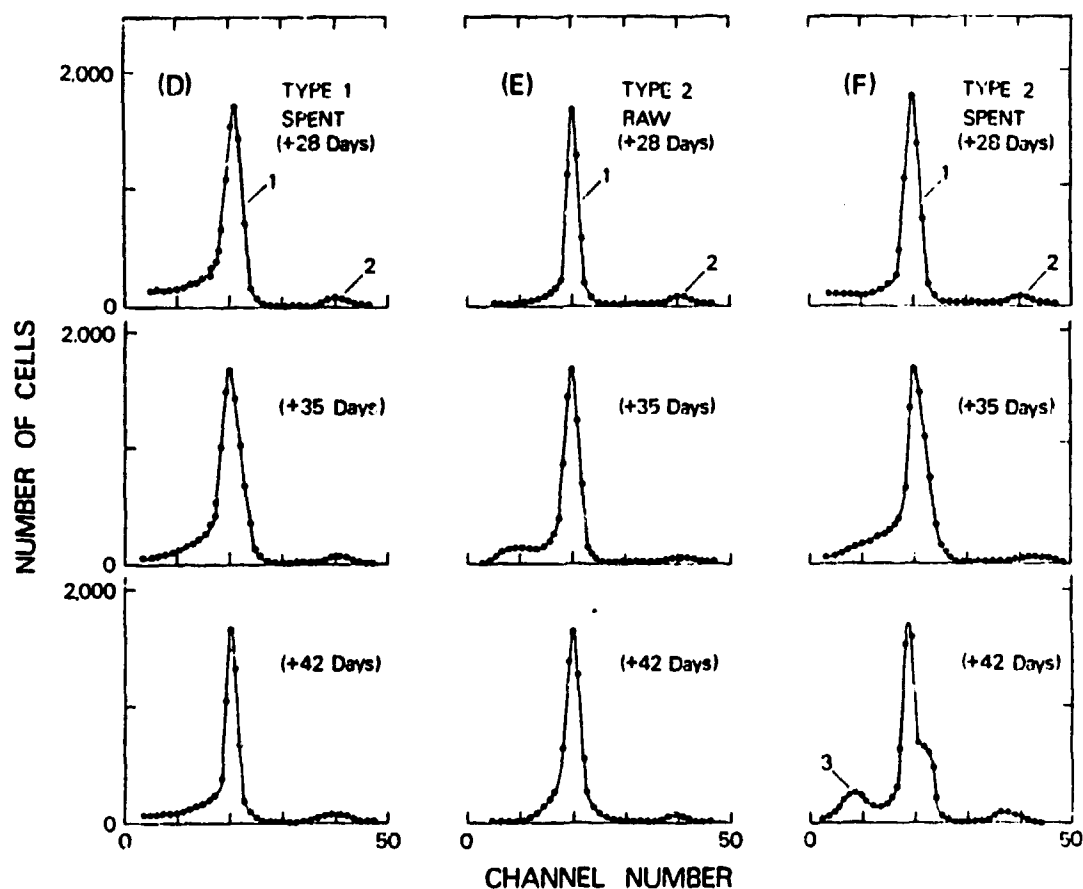 2,000
(D)
TYPE 1
SPENT
(+28 Days)
1
2
0
(E)
TYPE 2
RAW
(+28 Days)
1
2
(F)
TYPE 2
SPENT
(+28 Days)
1
2
2,000
(+35 Days)
0
(+35 Days)
(+35 Days)
2,000
(+42 Days)
0
(+42 Days)
(+42 Days)
3
0
50
0
50
0
50
NUMBER OF CELLS
CHANNEL NUMBER